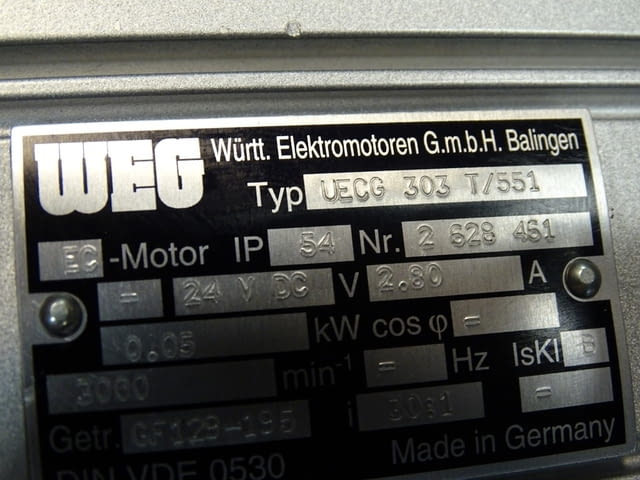 WEG Württ. Elektromotoren G.m.b.H. Balingen
Typ UECG 303 T/551
EC-Motor IP 54 Nr. 2 628 461
= 24 V DC V 2.80 A
0.05 kW cos φ =
3000 min-1 = Hz IsKl B
Getr. GF12B-195 i 30:1 =
DIN VDE 0530 Made in Germany